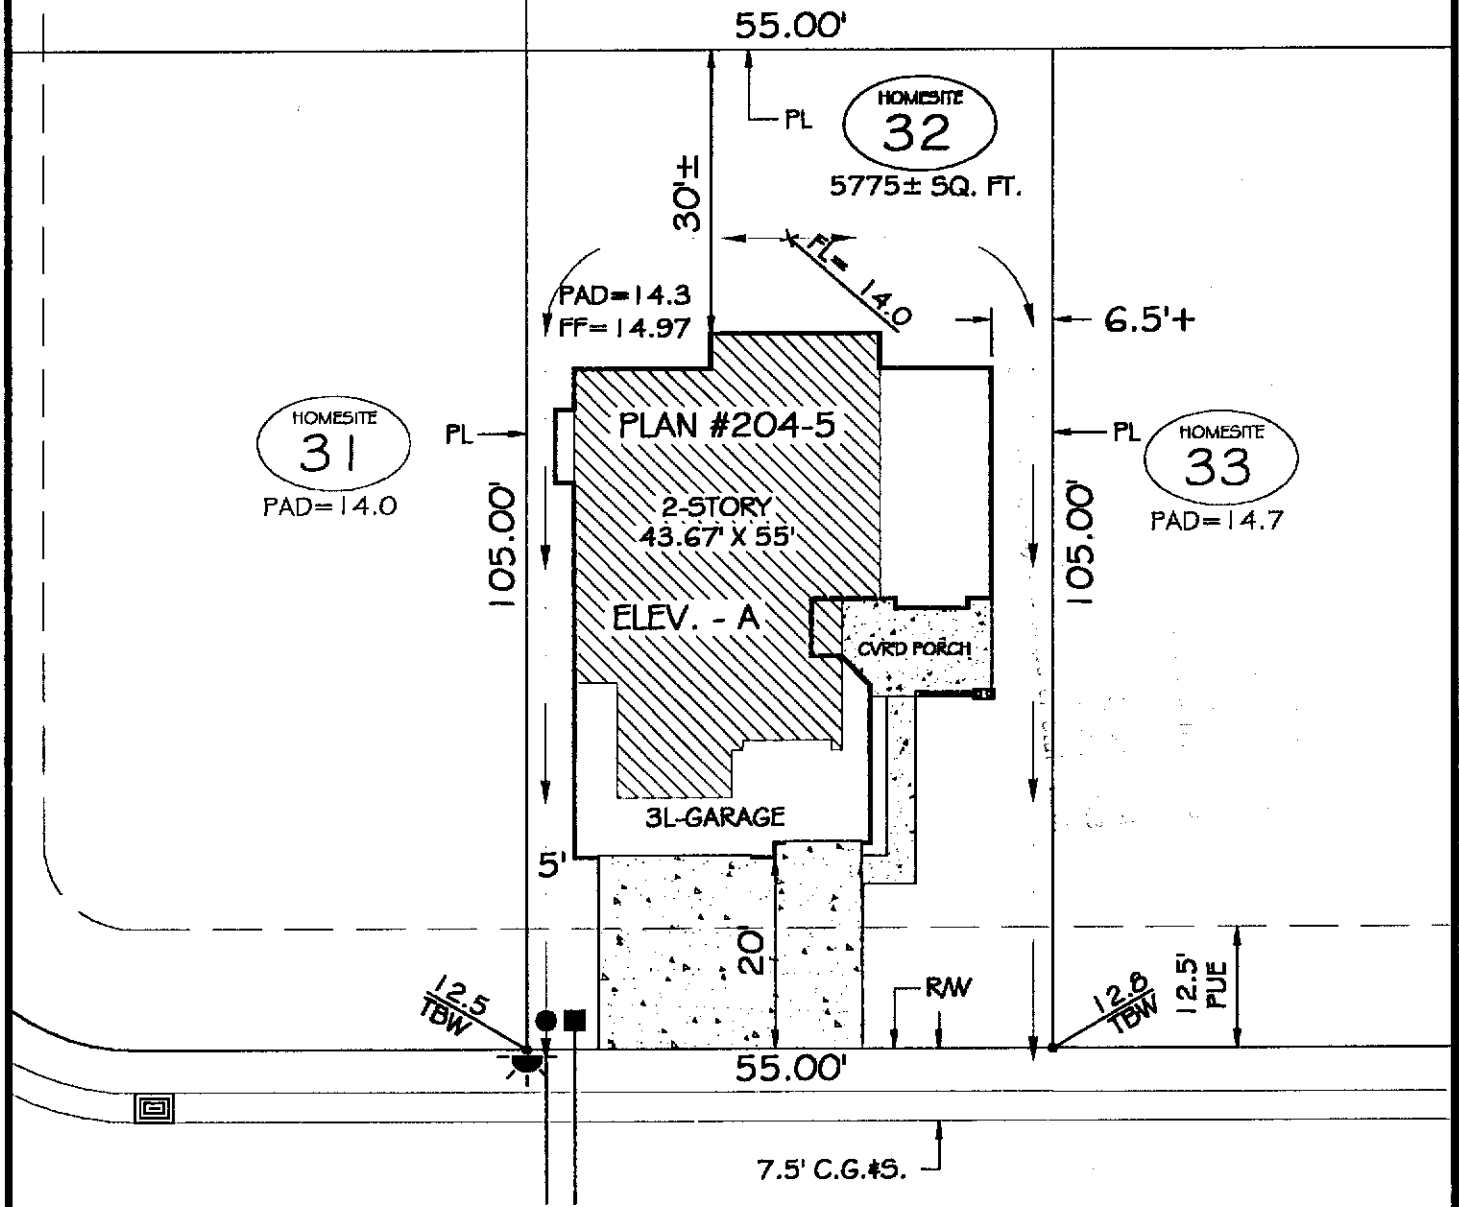 55.00'
PL
HOMESITE
32
5775± SQ. FT.
30'±
FL= 14.0
PAD=14.3
FF=14.97
6.5'+
HOMESITE
31
PAD=14.0
PL
PLAN #204-5
PL
HOMESITE
33
PAD=14.7
105.00'
2-STORY
43.67' X 55'
105.00'
ELEV. - A
CVRD PORCH
3L-GARAGE
5'
20'
12.5
TBW
R/W
12.8
TBW
12.5'
PUE
55.00'
7.5' C.G.&S.